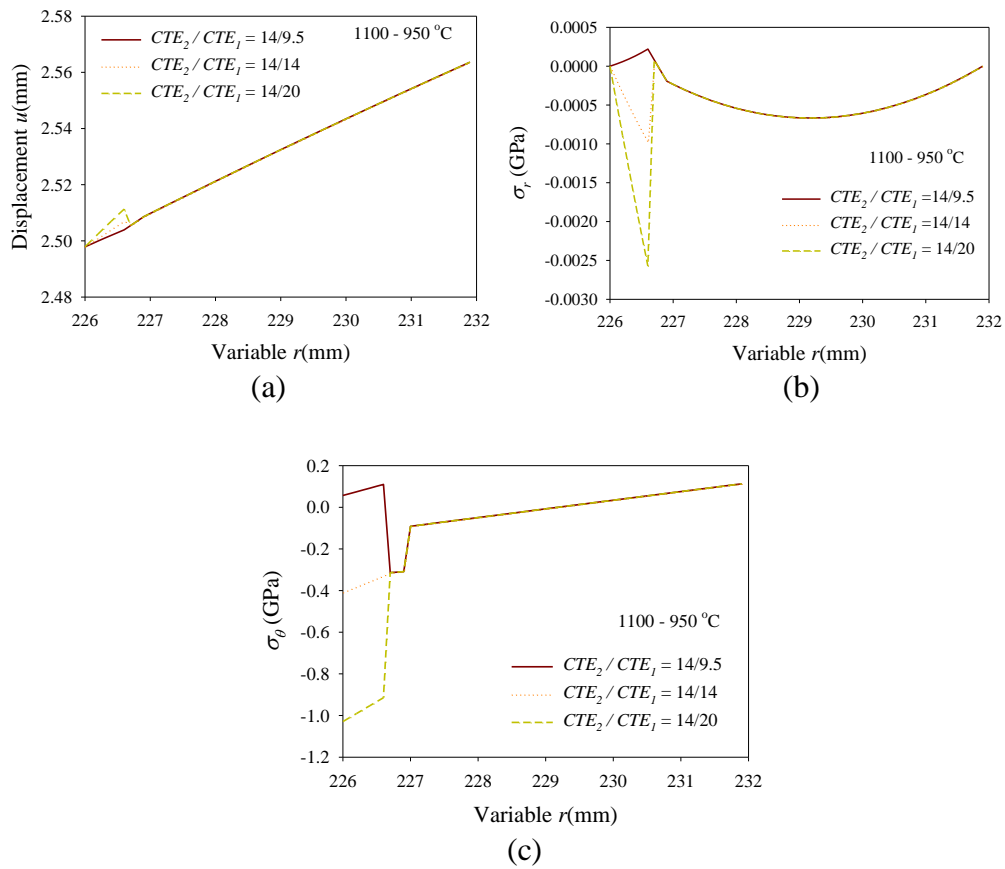 2.58
2.56
2.54
2.52
2.50
2.48
226 227 228 229 230 231 232
Displacement u(mm)
Variable r(mm)
CTE2 / CTE1 = 14/9.5
CTE2 / CTE1 = 14/14
CTE2 / CTE1 = 14/20
1100 - 950 °C
(a)
0.0005
0.0000
-0.0005
-0.0010
-0.0015
-0.0020
-0.0025
-0.0030
226 227 228 229 230 231 232
σr (GPa)
Variable r(mm)
1100 - 950 °C
CTE2 / CTE1 =14/9.5
CTE2 / CTE1 =14/14
CTE2 / CTE1 = 14/20
(b)
0.2
0.0
-0.2
-0.4
-0.6
-0.8
-1.0
-1.2
226 227 228 229 230 231 232
σθ (GPa)
Variable r(mm)
1100 - 950 °C
CTE2 / CTE1 = 14/9.5
CTE2 / CTE1 = 14/14
CTE2 / CTE1 = 14/20
(c)